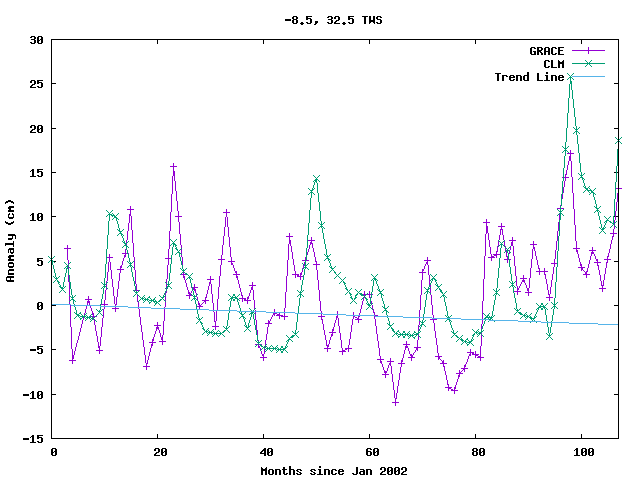 -8.5, 32.5 TWS
30
25
20
15
10
5
0
-5
-10
-15
GRACE
CLM
Trend Line
Anomaly (cm)
0 20 40 60 80 100
Months since Jan 2002